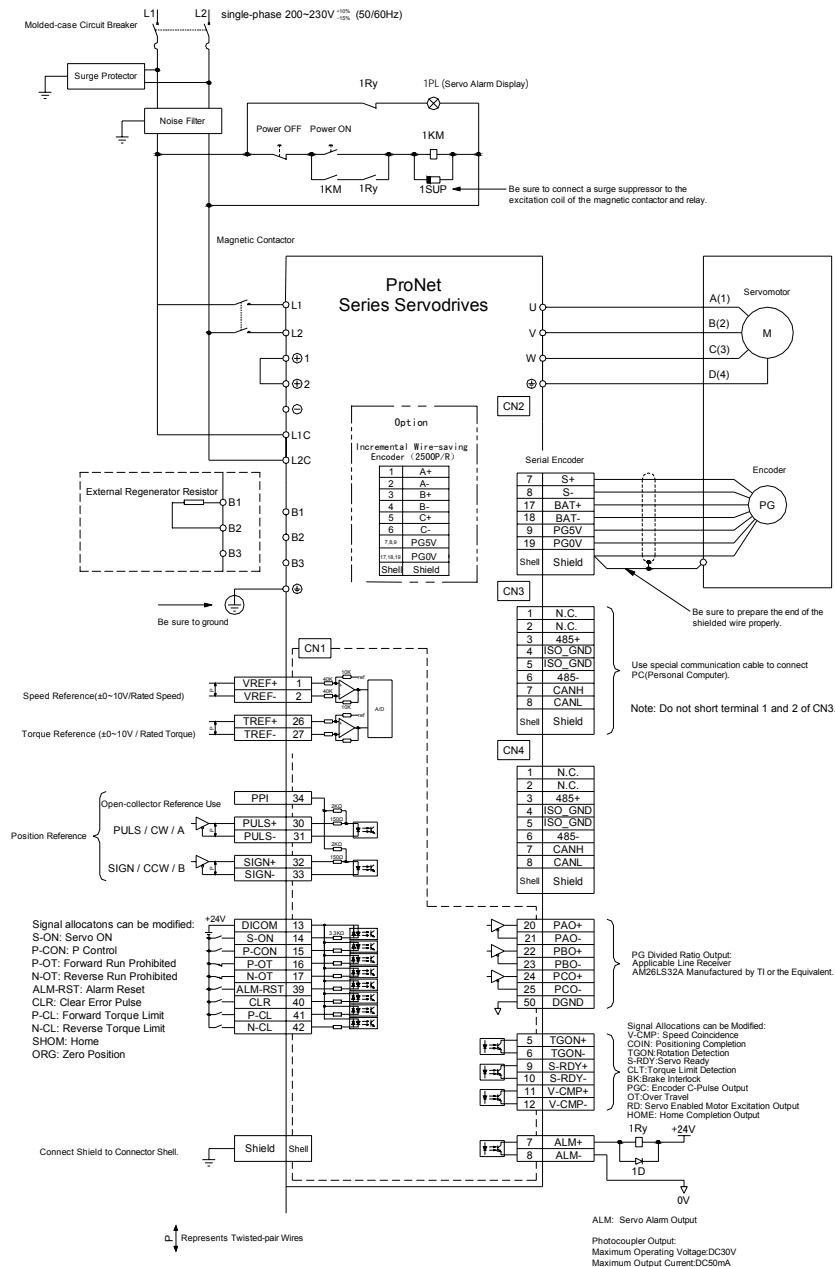 L1 L2 single-phase 200~230V +10% -15% (50/60Hz)
Molded-case Circuit Breaker
Surge Protector
Noise Filter
1Ry 1PL (Servo Alarm Display)
Power OFF Power ON 1KM
1KM 1Ry 1SUP
Be sure to connect a surge suppressor to the
excitation coil of the magnetic contactor and relay.
Magnetic Contactor
ProNet
Series Servodrives
L1
L2
1
2
L1C
L2C
B1
B2
B3
External Regenerator Resistor
B1
B2
B3
Be sure to ground
U
V
W
A(1)
B(2)
C(3)
D(4)
Servomotor
M
CN2
Option
Incremental Wire-saving
Encoder (2500P/R)
1 A+
2 A-
3 B+
4 B-
5 C+
6 C-
7,8,9 PG5V
17,18,19 PG0V
Shell Shield
Serial Encoder
7 S+
8 S-
17 BAT+
18 BAT-
9 PG5V
19 PG0V
Shell Shield
Encoder
PG
Be sure to prepare the end of the
shielded wire properly.
CN3
1 N.C.
2 N.C.
3 485+
4 ISO_GND
5 ISO_GND
6 485-
7 CANH
8 CANL
Shell Shield
Use special communication cable to connect
PC(Personal Computer).
Note: Do not short terminal 1 and 2 of CN3.
CN4
1 N.C.
2 N.C.
3 485+
4 ISO_GND
5 ISO_GND
6 485-
7 CANH
8 CANL
Shell Shield
CN1
Speed Reference(±0~10V/Rated Speed)
P
VREF+ 1
VREF- 2
40K
40K
10K
10K
ref
A/D
Torque Reference (±0~10V / Rated Torque)
P
TREF+ 26
TREF- 27
40K
40K
10K
10K
ref
Position Reference
Open-collector Reference Use
PPI 34
PULS / CW / A
P
PULS+ 30
PULS- 31
2KΩ
150Ω
SIGN / CCW / B
P
SIGN+ 32
SIGN- 33
2KΩ
150Ω
Signal allocatons can be modified:
S-ON: Servo ON
P-CON: P Control
P-OT: Forward Run Prohibited
N-OT: Reverse Run Prohibited
ALM-RST: Alarm Reset
CLR: Clear Error Pulse
P-CL: Forward Torque Limit
N-CL: Reverse Torque Limit
SHOM: Home
ORG: Zero Position
+24V
DICOM 13
S-ON 14
P-CON 15
P-OT 16
N-OT 17
ALM-RST 39
CLR 40
P-CL 41
N-CL 42
3.3KΩ
20 PAO+
21 PAO-
22 PBO+
23 PBO-
24 PCO+
25 PCO-
50 DGND
PG Divided Ratio Output:
Applicable Line Receiver
AM26LS32A Manufactured by TI or the Equivalent.
5 TGON+
6 TGON-
9 S-RDY+
10 S-RDY-
11 V-CMP+
12 V-CMP-
Signal Allocations can be Modified:
V-CMP: Speed Coincidence
COIN: Positioning Completion
TGON:Rotation Detection
S-RDY:Servo Ready
CLT:Torque Limit Detection
BK:Brake Interlock
PGC: Encoder C-Pulse Output
OT:Over Travel
RD: Servo Enabled Motor Excitation Output
HOME: Home Completion Output
7 ALM+
8 ALM-
1Ry +24V
1D
0V
ALM: Servo Alarm Output
Connect Shield to Connector Shell.
Shield Shell
P Represents Twisted-pair Wires
Photocoupler Output:
Maximum Operating Voltage:DC30V
Maximum Output Current:DC50mA